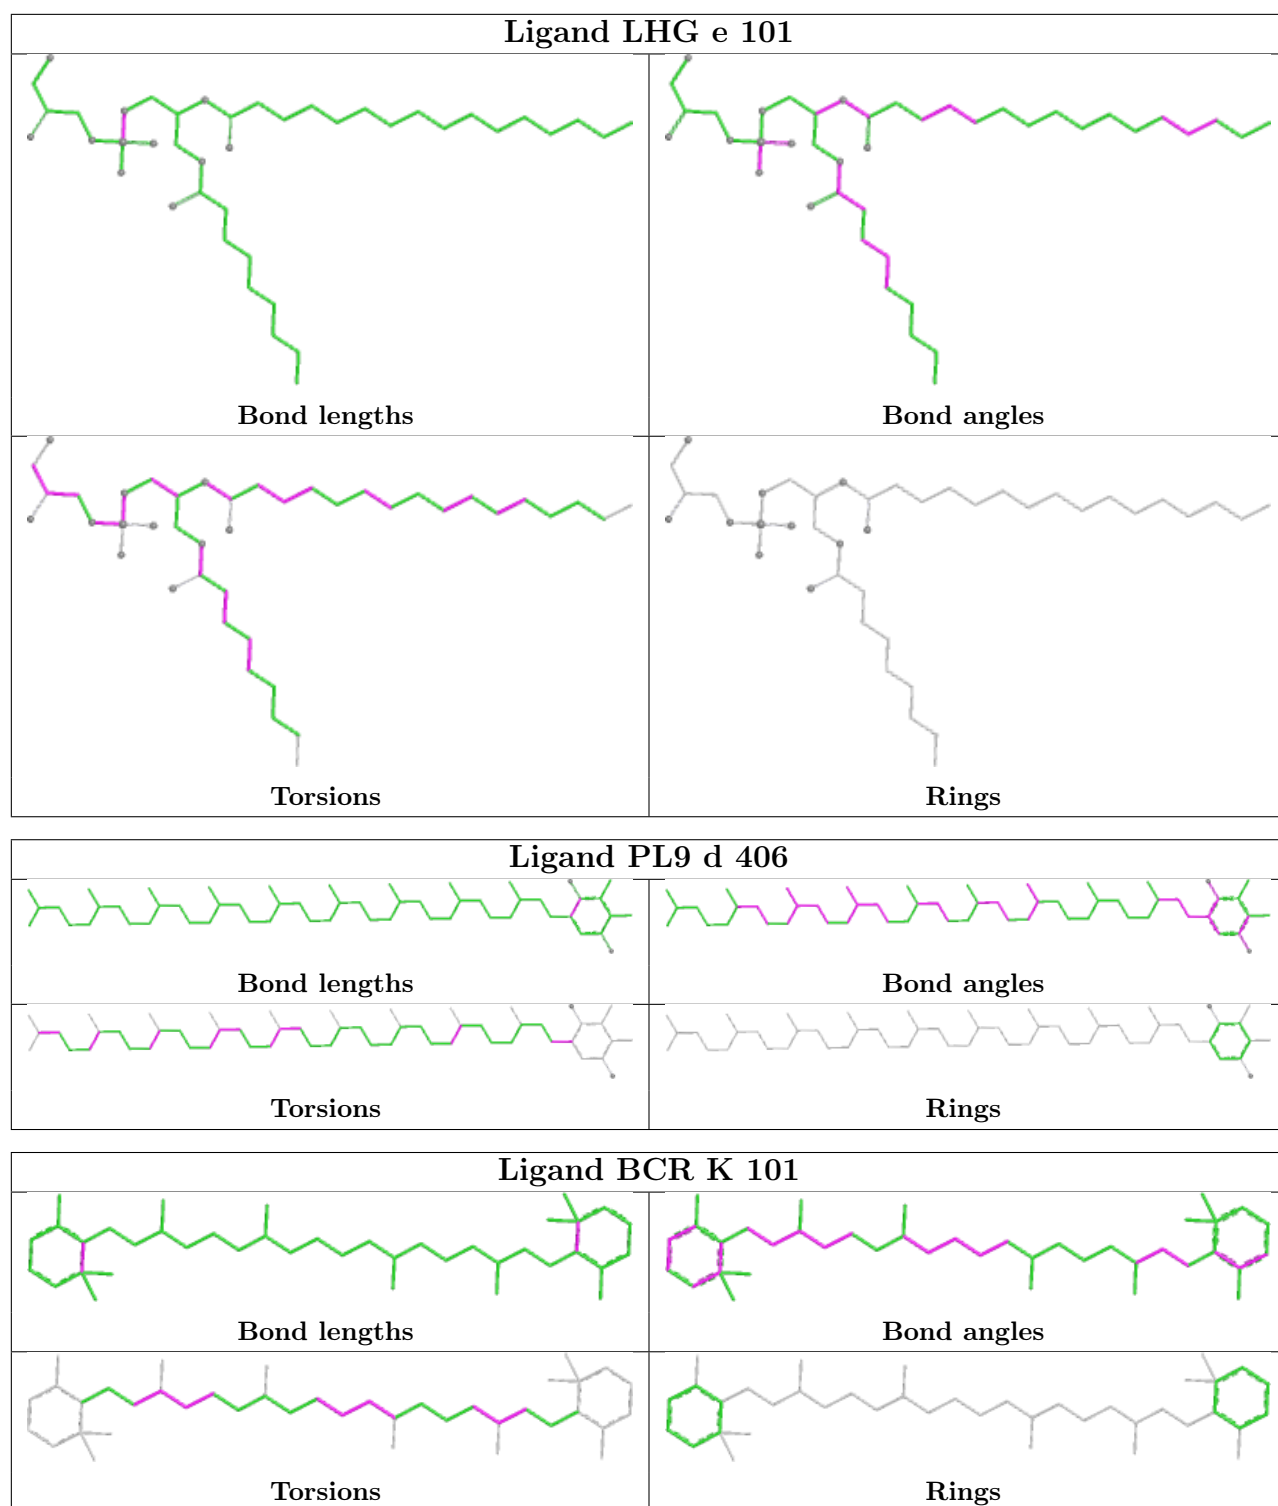 Ligand LHG e 101
Bond lengths
Bond angles
Torsions
Rings
Ligand PL9 d 406
Bond lengths
Bond angles
Torsions
Rings
Ligand BCR K 101
Bond lengths
Bond angles
Torsions
Rings